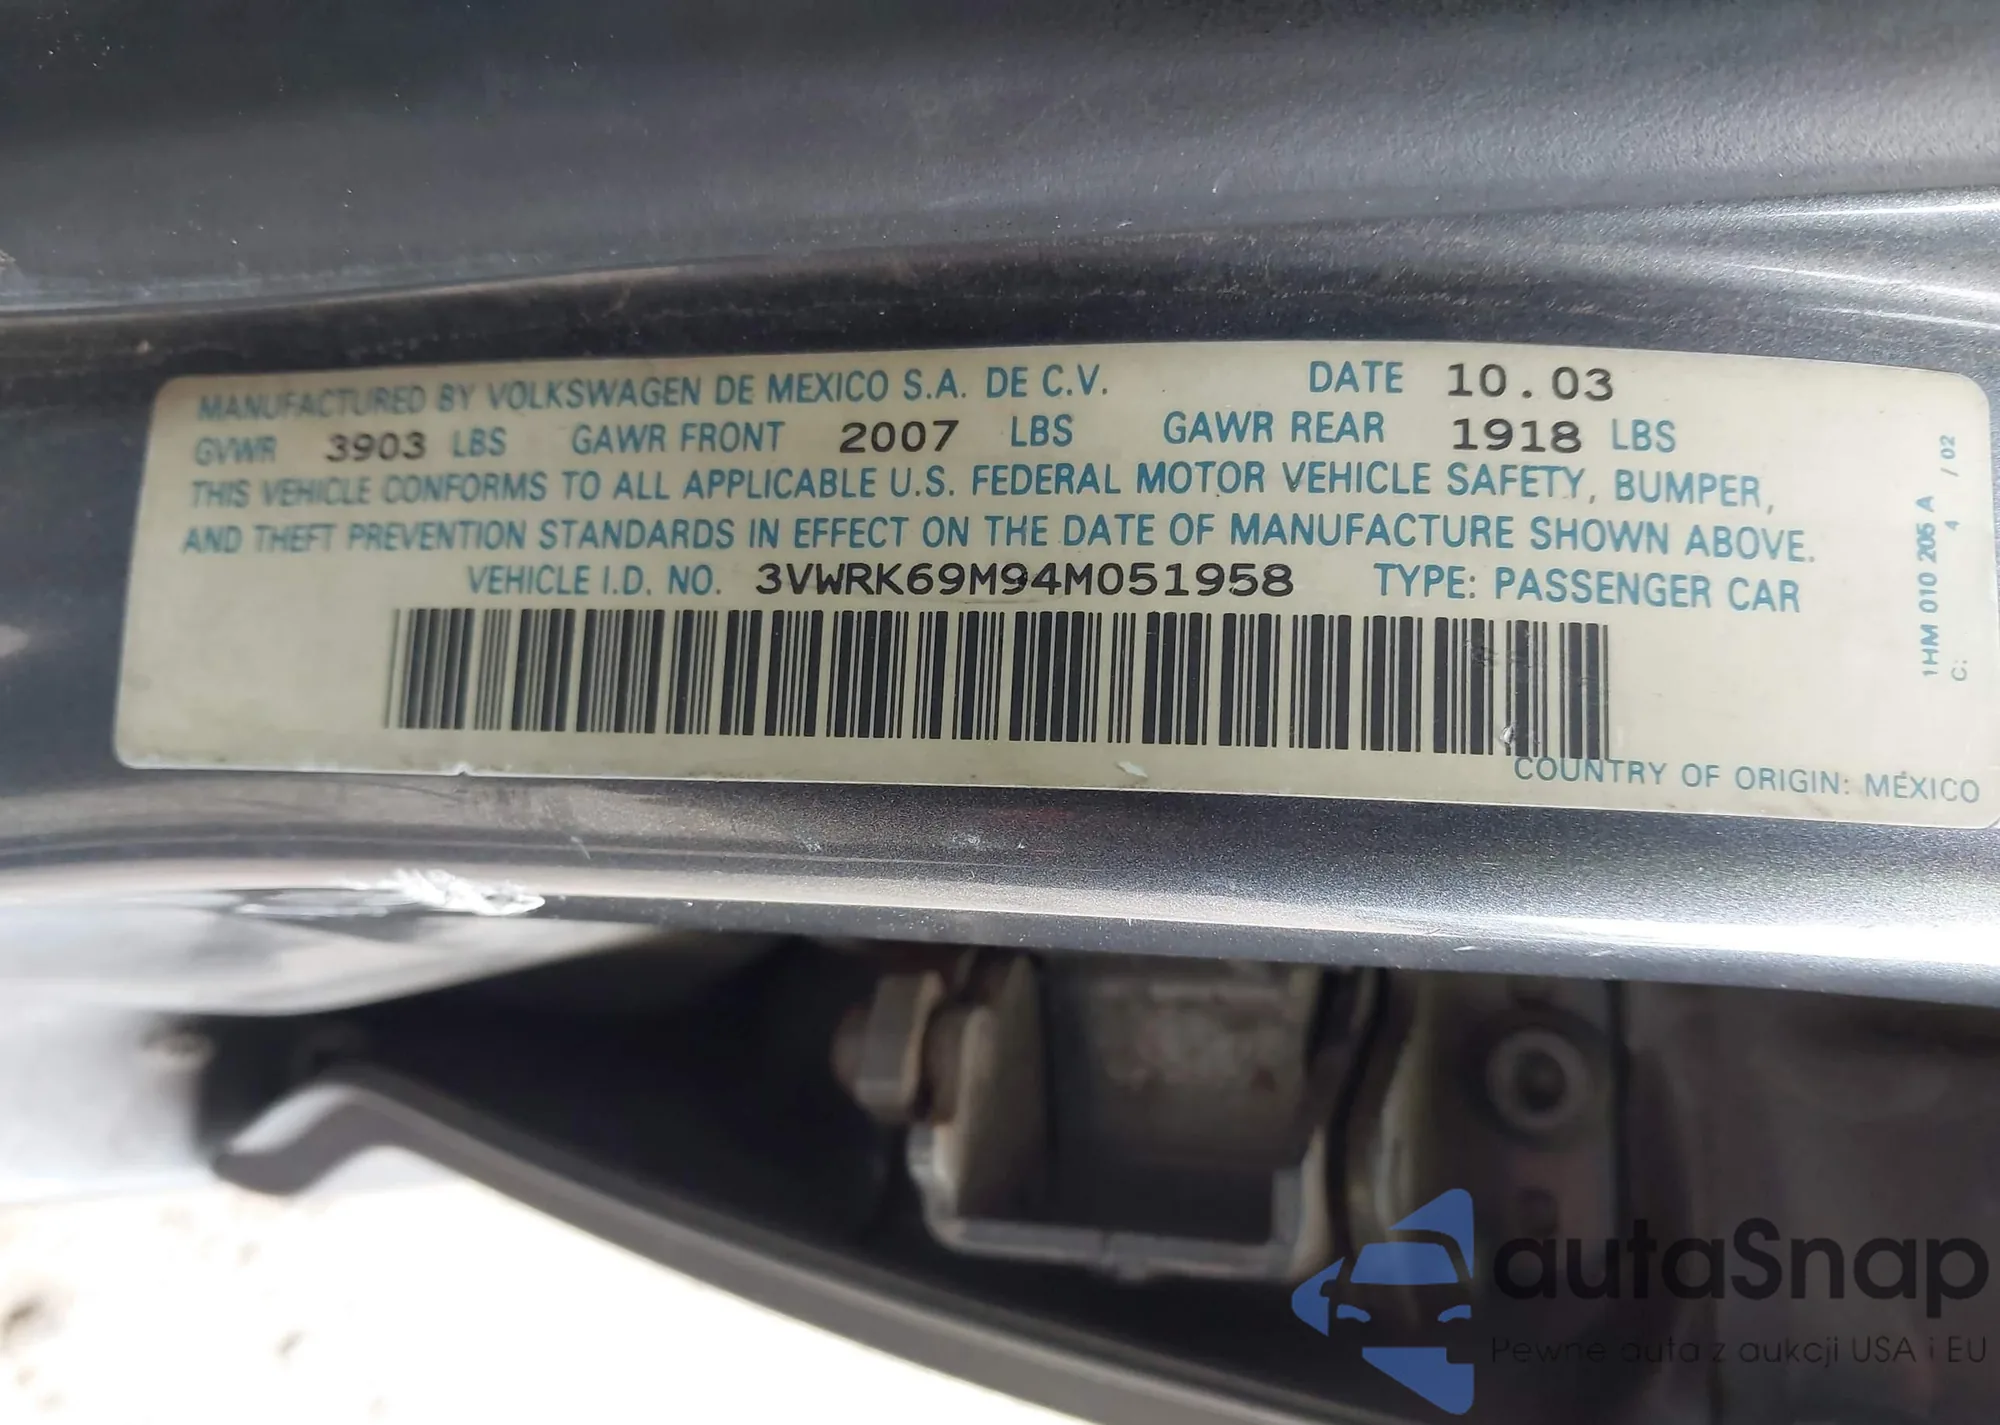 MANUFACTURED BY VOLKSWAGEN DE MEXICO S.A. DE C.V. DATE 10.03
GVWR 3903 LBS GAWR FRONT 2007 LBS GAWR REAR 1918 LBS
THIS VEHICLE CONFORMS TO ALL APPLICABLE U.S. FEDERAL MOTOR VEHICLE SAFETY, BUMPER,
AND THEFT PREVENTION STANDARDS IN EFFECT ON THE DATE OF MANUFACTURE SHOWN ABOVE.
VEHICLE I.D. NO. 3VWRK69M94M051958 TYPE: PASSENGER CAR
COUNTRY OF ORIGIN: MEXICO
1HM 010 205 A
C: 4 / 02
autaSnap
Pewne auta z aukcji USA i EU